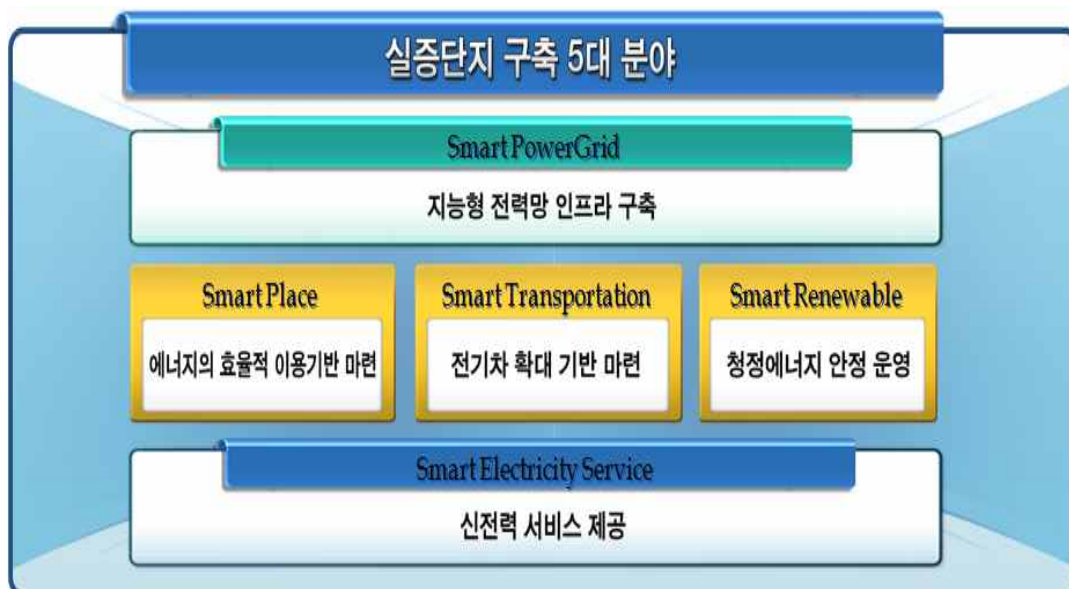 실증단지 구축 5대 분야
Smart PowerGrid
지능형 전력망 인프라 구축
Smart Place
에너지의 효율적 이용기반 마련
Smart Transportation
전기차 확대 기반 마련
Smart Renewable
청정에너지 안정 운영
Smart Electricity Service
신전력 서비스 제공